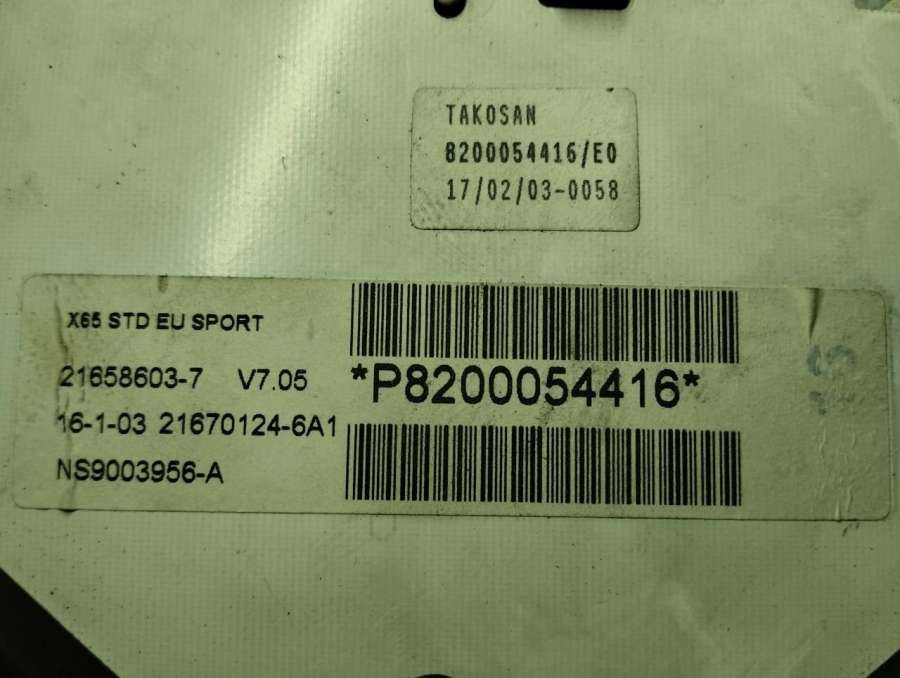 TAKOSAN
8200054416/E0
17/02/03-0058
X65 STD EU SPORT
21658603-7 V7.05
*P8200054416*
16-1-03 21670124-6A1
NS9003956-A